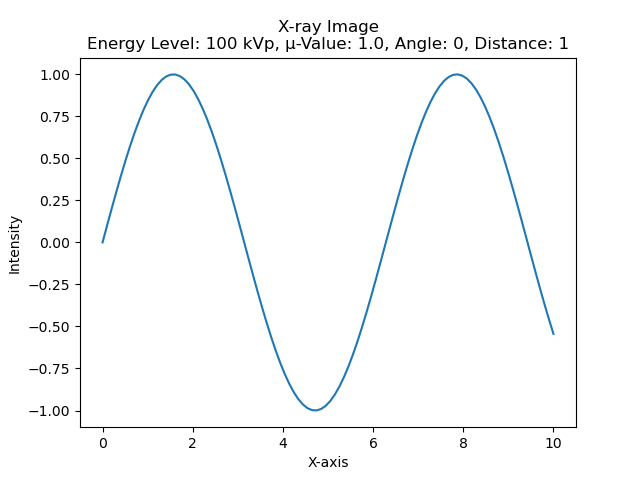 X-ray Image
Energy Level: 100 kVp, μ-Value: 1.0, Angle: 0, Distance: 1
1.00
0.75
0.50
0.25
0.00
−0.25
−0.50
−0.75
−1.00
Intensity
0 2 4 6 8 10
X-axis